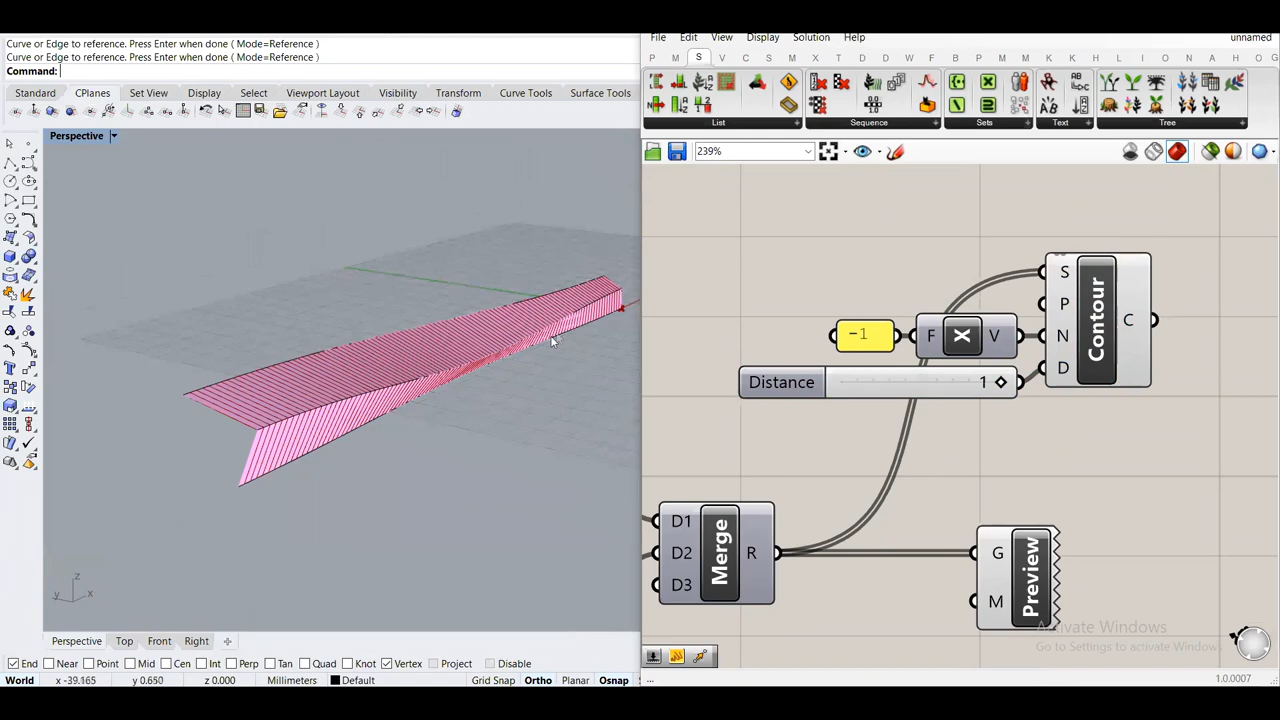 Curve or Edge to reference. Press Enter when done ( Mode=Reference )
Curve or Edge to reference. Press Enter when done ( Mode=Reference )
Command:
Standard CPlanes Set View Display Select Viewport Layout Visibility Transform Curve Tools Surface Tools
Perspective
z
y x
Perspective Top Front Right
End Near Point Mid Cen Int Perp Tan Quad Knot Vertex Project Disable
World x -39.165 y 0.650 z 0.000 Millimeters Default Grid Snap Ortho Planar Osnap
File Edit View Display Solution Help unnamed
P M S V C S M X T D D W F B P V C L H K E A H G
List Sequence Sets Text Tree
239%
S
P
N
D
Contour
C
-1
F X V
Distance 1
D1
D2
D3
Merge
R
G
M
Preview
Activate Windows
Go to Settings to activate Windows.
... 1.0.0007